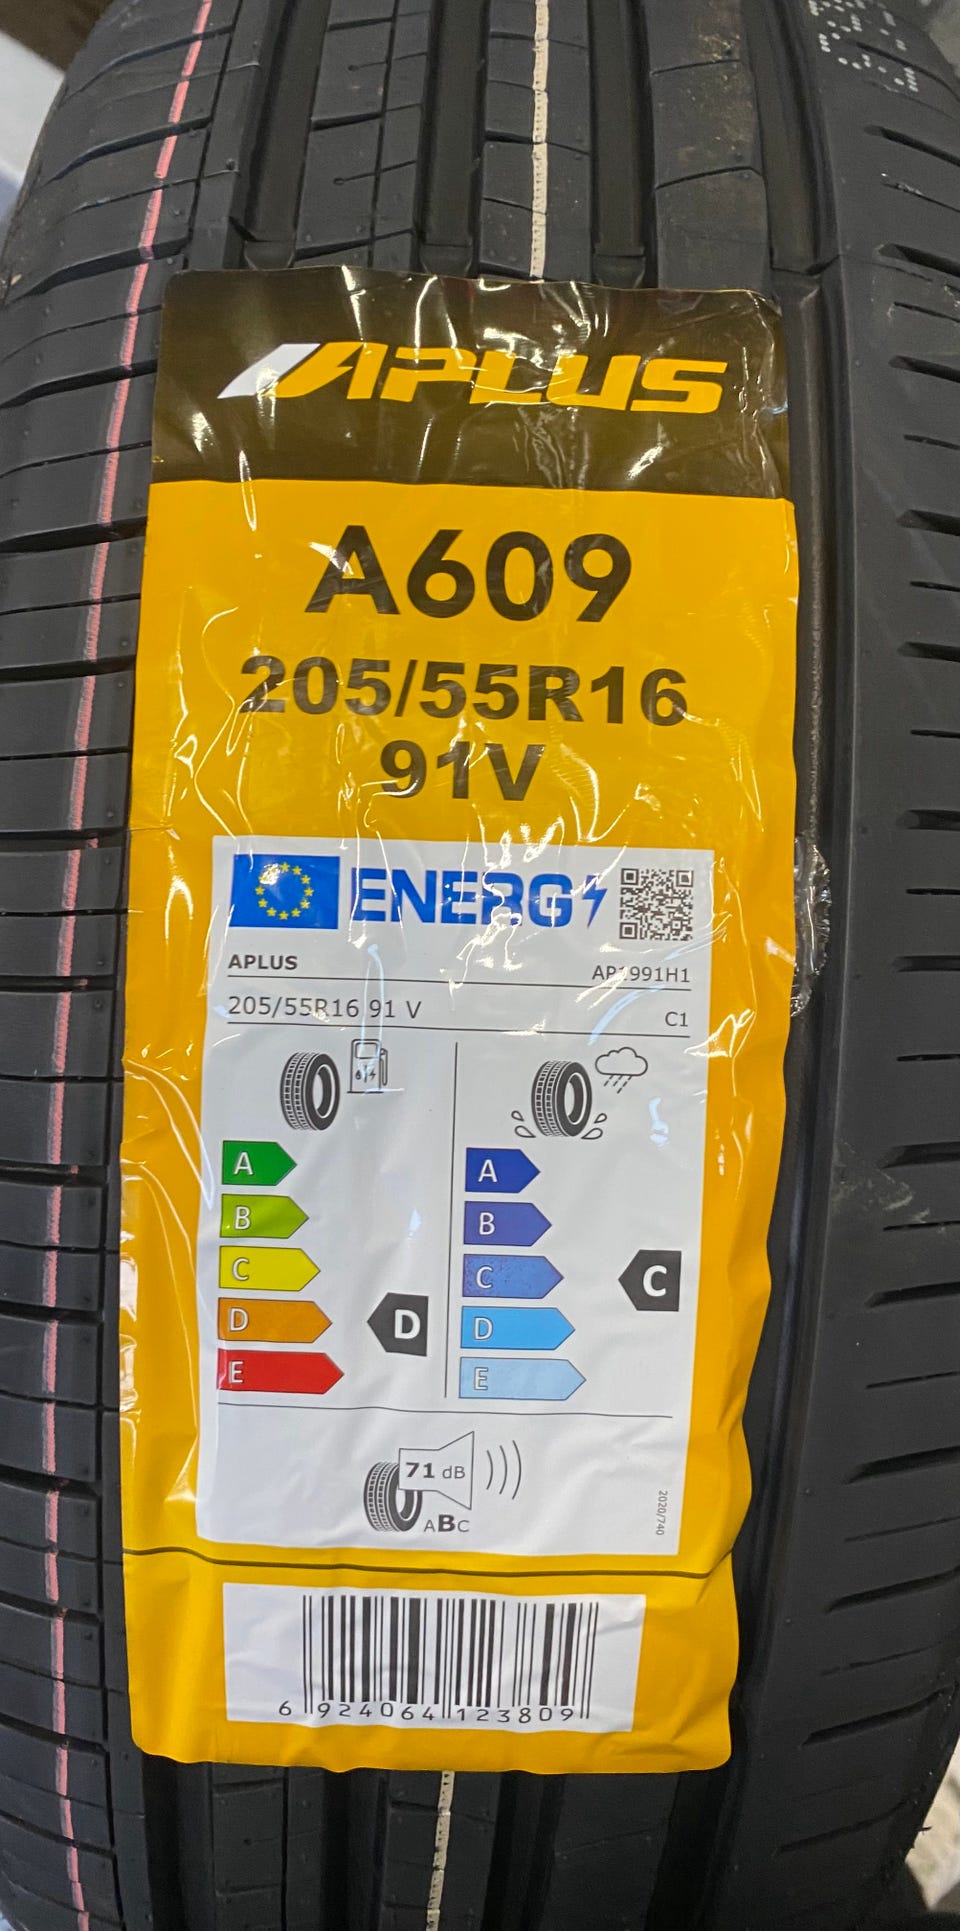 APLUS
A609
205/55R16
91V
ENERG
APLUS
205/55R16 91 V
C1
A
B
C
D
E
D
A
B
C
D
E
C
71 dB
ABC
2020/740
6 924064 123809